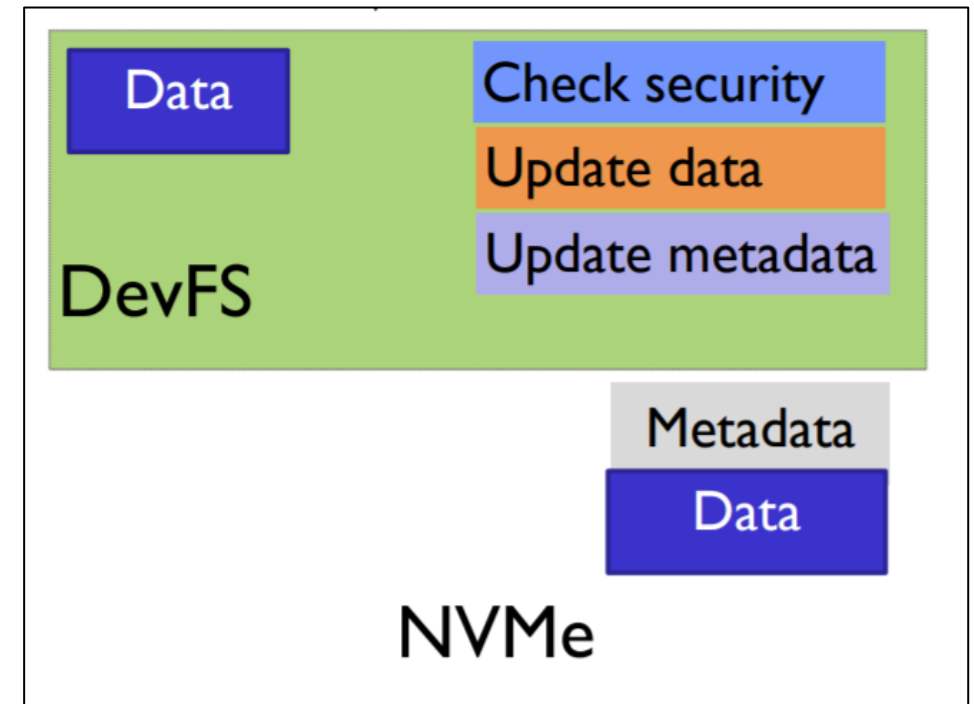 Data
Check security
Update data
Update metadata
DevFS
Metadata
Data
NVMe